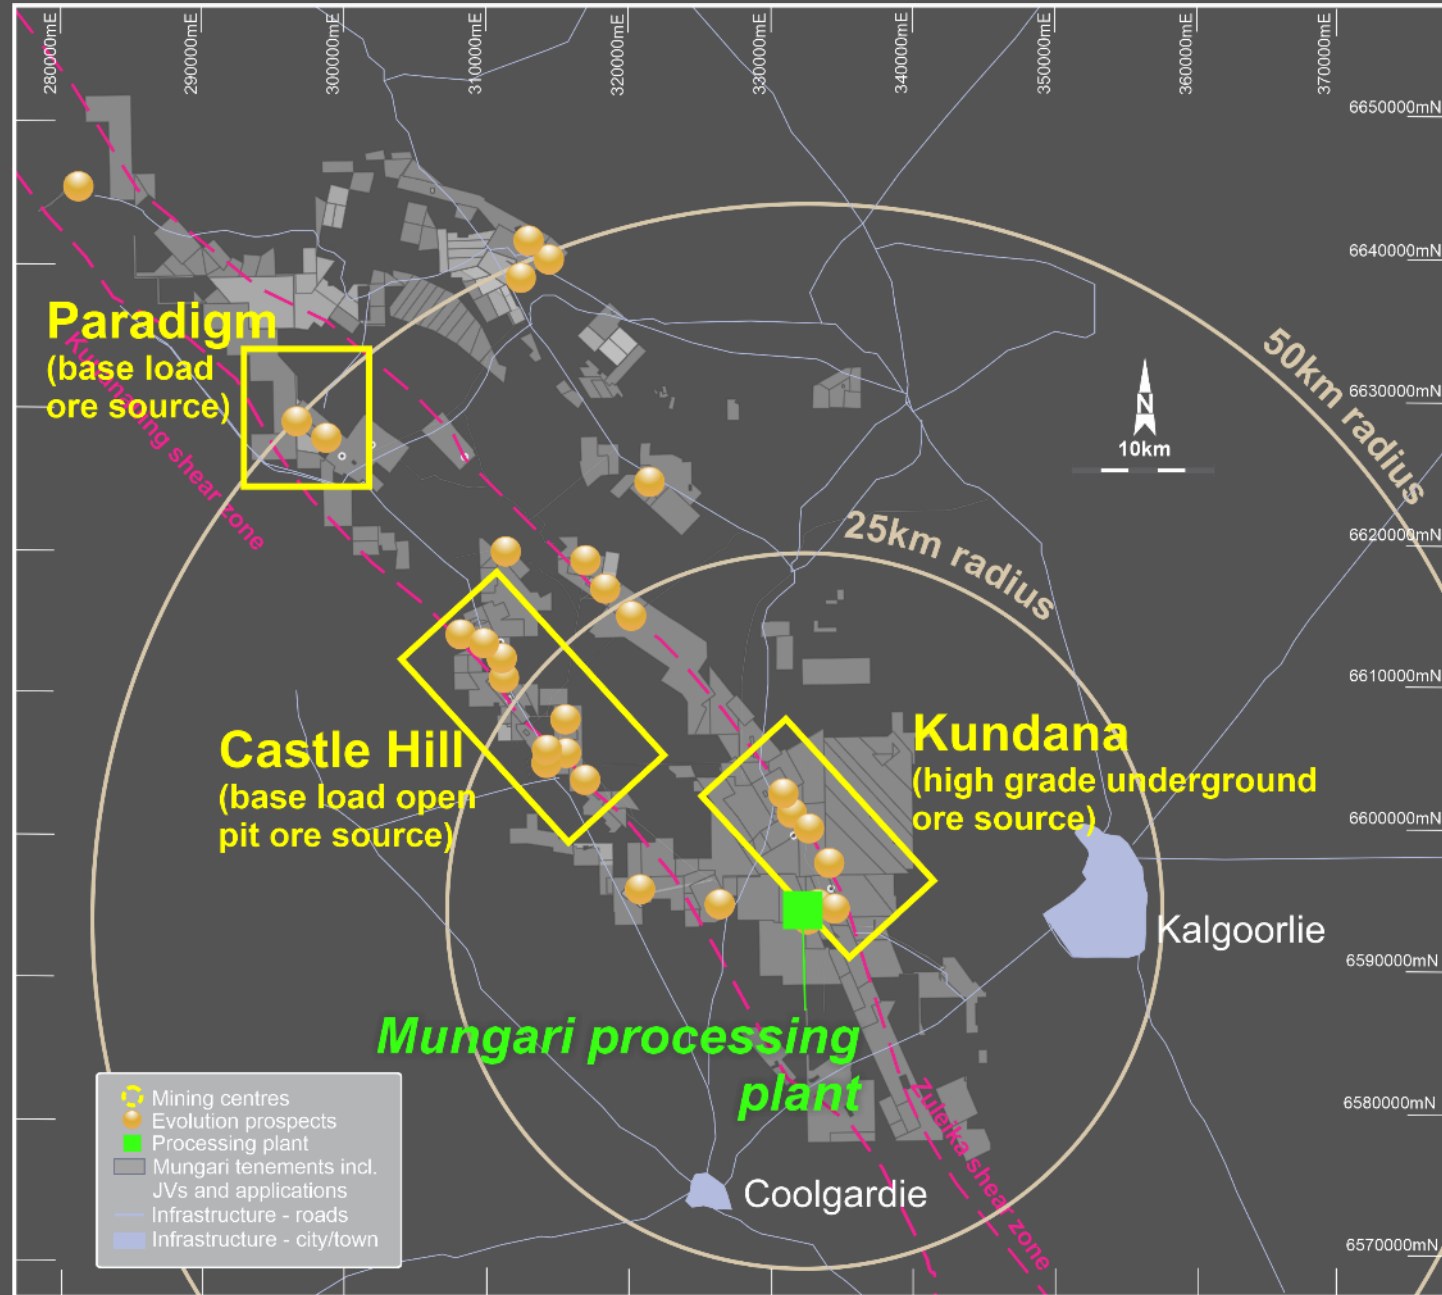 280000mE
290000mE
300000mE
310000mE
320000mE
330000mE
340000mE
350000mE
360000mE
370000mE
6650000mN
6640000mN
6630000mN
6620000mN
6610000mN
6600000mN
6590000mN
6580000mN
6570000mN
Paradigm
(base load
ore source)
Kununalling shear zone
50km radius
N
10km
25km radius
Castle Hill
(base load open
pit ore source)
Kundana
(high grade underground
ore source)
Kalgoorlie
Mungari processing
plant
Zuleika shear zone
Coolgardie
Mining centres
Evolution prospects
Processing plant
Mungari tenements incl.
JVs and applications
Infrastructure - roads
Infrastructure - city/town